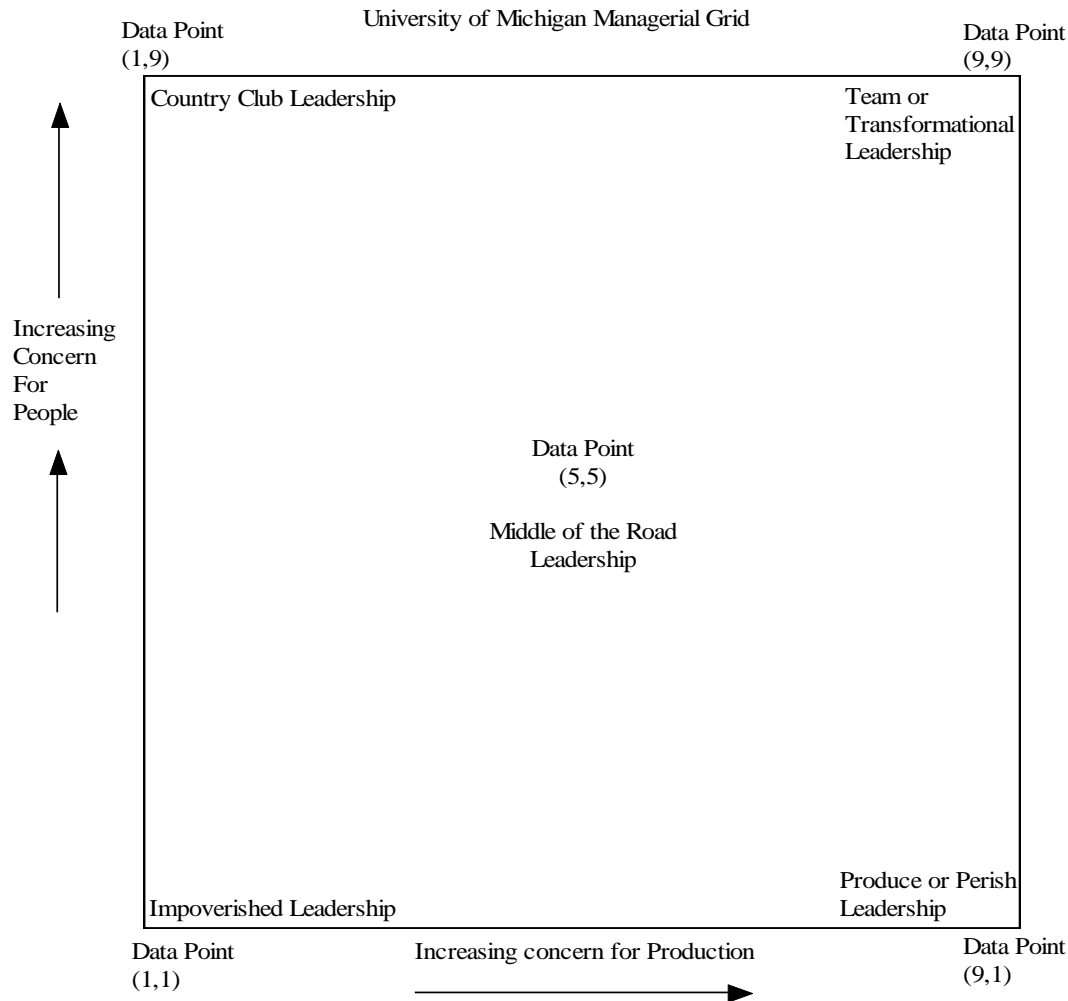 University of Michigan Managerial Grid
Data Point
(1,9)
Data Point
(9,9)
Country Club Leadership
Team or
Transformational
Leadership
Increasing
Concern
For
People
Data Point
(5,5)
Middle of the Road
Leadership
Impoverished Leadership
Produce or Perish
Leadership
Data Point
(1,1)
Increasing concern for Production
Data Point
(9,1)